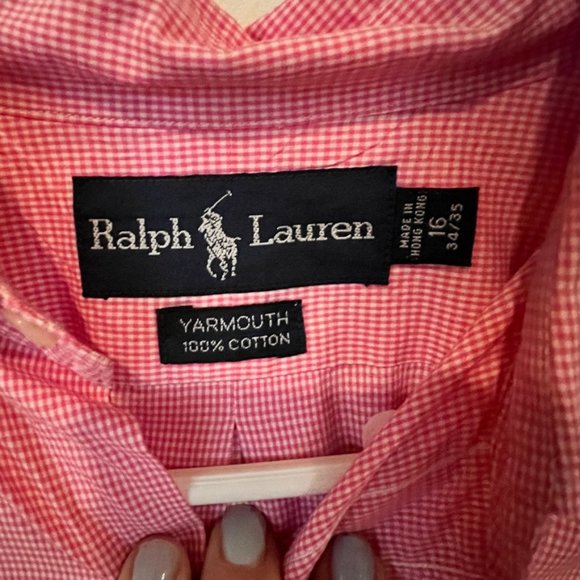 Ralph Lauren
MADE IN
HONG KONG
16
34/35
YARMOUTH
100% COTTON